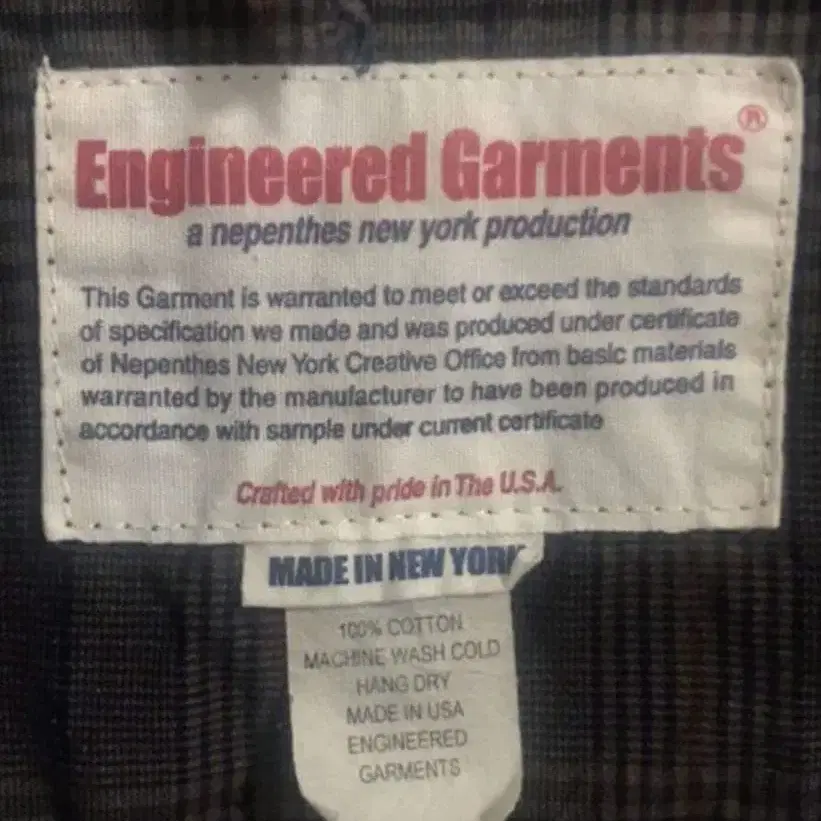 Engineered Garments®
a nepenthes new york production
This Garment is warranted to meet or exceed the standards
of specification we made and was produced under certificate
of Nepenthes New York Creative Office from basic materials
warranted by the manufacturer to have been produced in
accordance with sample under current certificate
Crafted with pride in The U.S.A.
MADE IN NEW YORK
100% COTTON
MACHINE WASH COLD
HANG DRY
MADE IN USA
ENGINEERED
GARMENTS